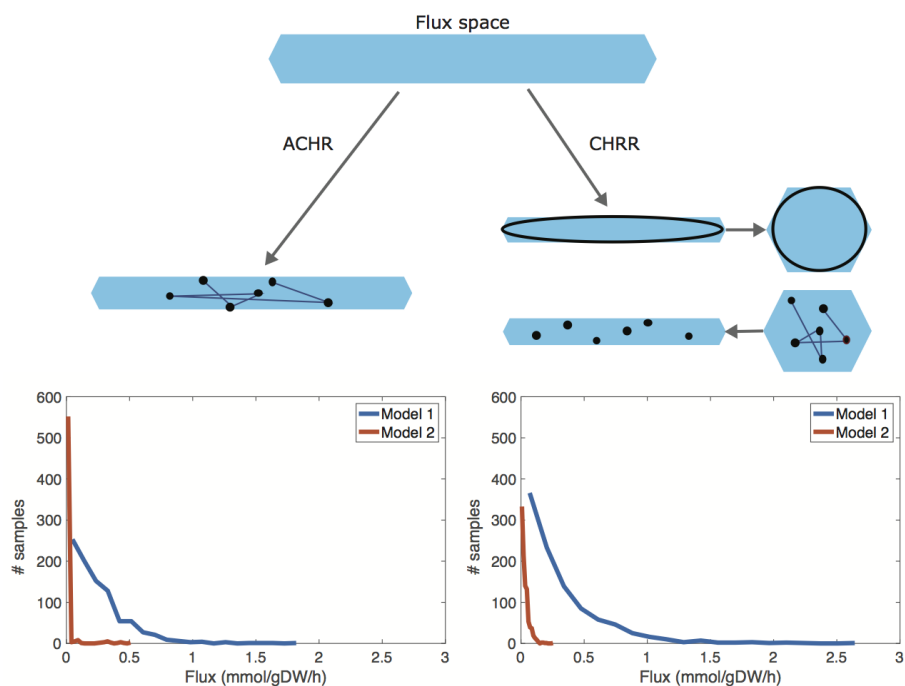 Flux space
ACHR
CHRR
600
500
400
300
200
100
0
# samples
Model 1
Model 2
0 0.5 1 1.5 2 2.5 3
Flux (mmol/gDW/h)
600
500
400
300
200
100
0
# samples
Model 1
Model 2
0 0.5 1 1.5 2 2.5 3
Flux (mmol/gDW/h)